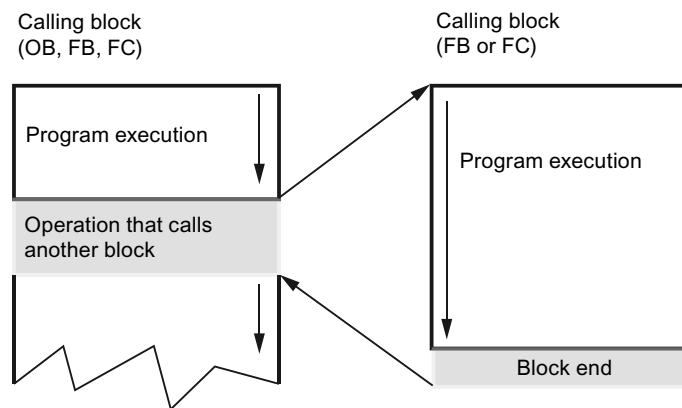 Calling block
(OB, FB, FC)
Calling block
(FB or FC)
Program execution
Program execution
Operation that calls
another block
Block end